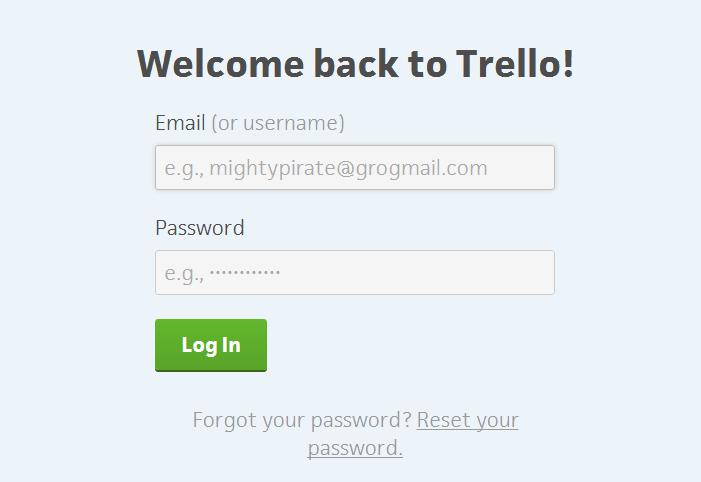 Welcome back to Trello!
Email (or username)
e.g., mightypirate@grogmail.com
Password
e.g., ••••••••••••
Log In
Forgot your password? Reset your
password.